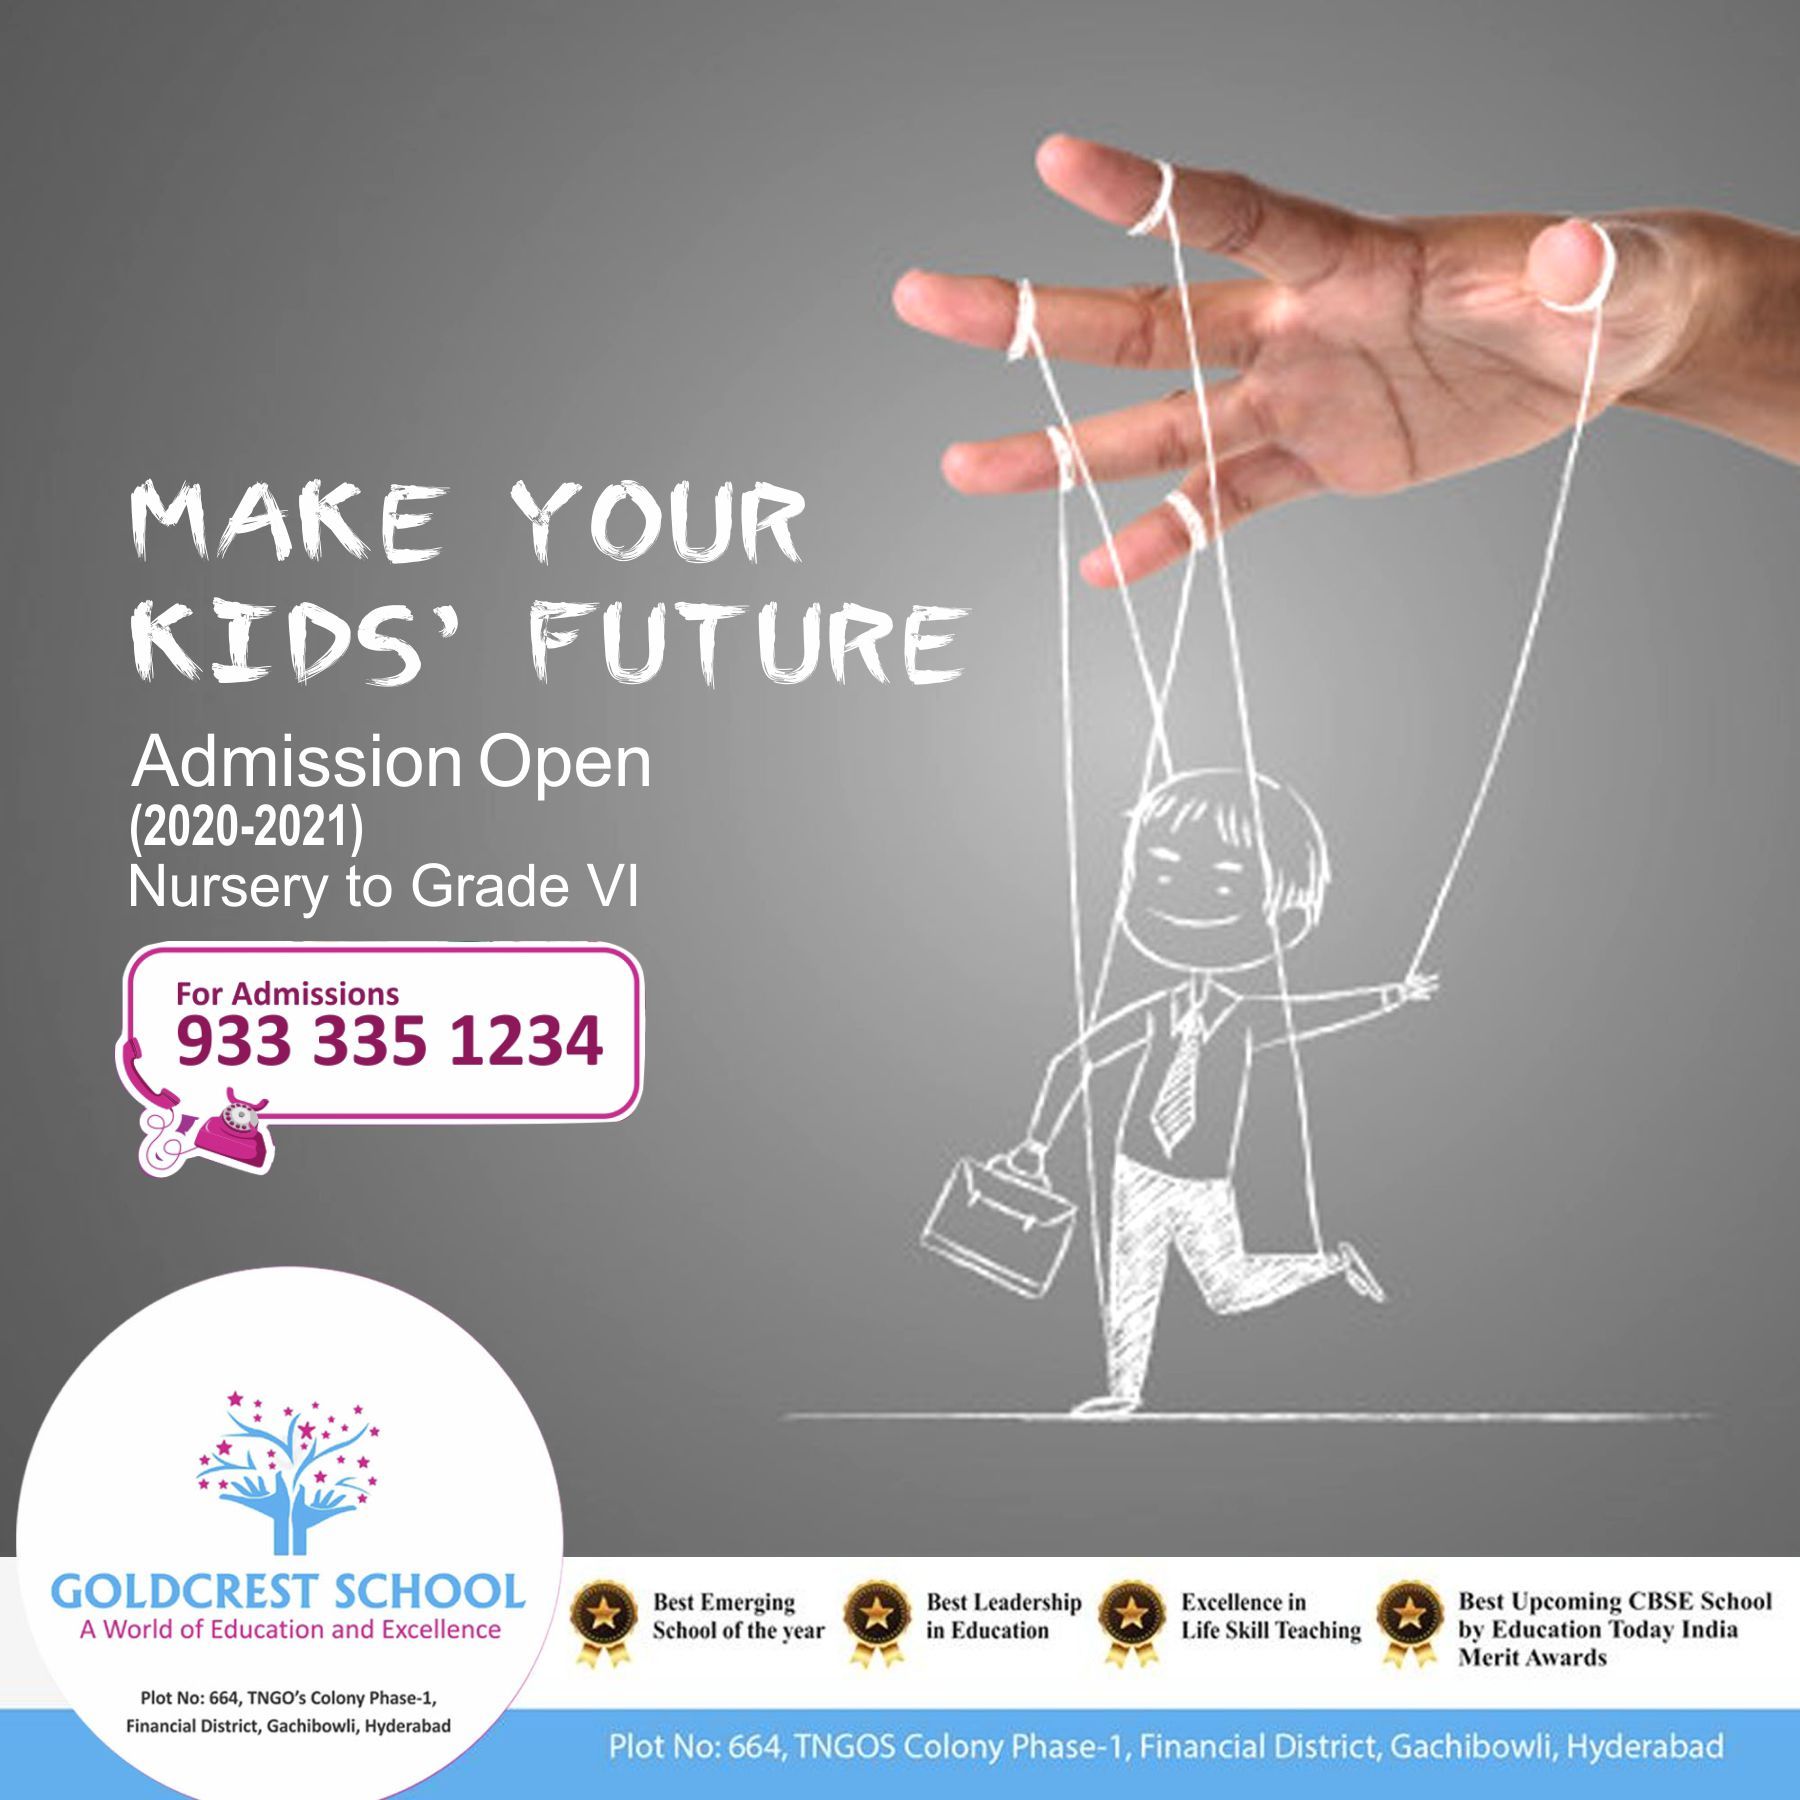 MAKE YOUR
KIDS' FUTURE
Admission Open
(2020-2021)
Nursery to Grade VI
For Admissions
933 335 1234
GOLDCREST SCHOOL
A World of Education and Excellence
Plot No: 664, TNGO's Colony Phase-1,
Financial District, Gachibowli, Hyderabad
Best Emerging
School of the year
Best Leadership
in Education
Excellence in
Life Skill Teaching
Best Upcoming CBSE School
by Education Today India
Merit Awards
Plot No: 664, TNGOS Colony Phase-1, Financial District, Gachibowli, Hyderabad